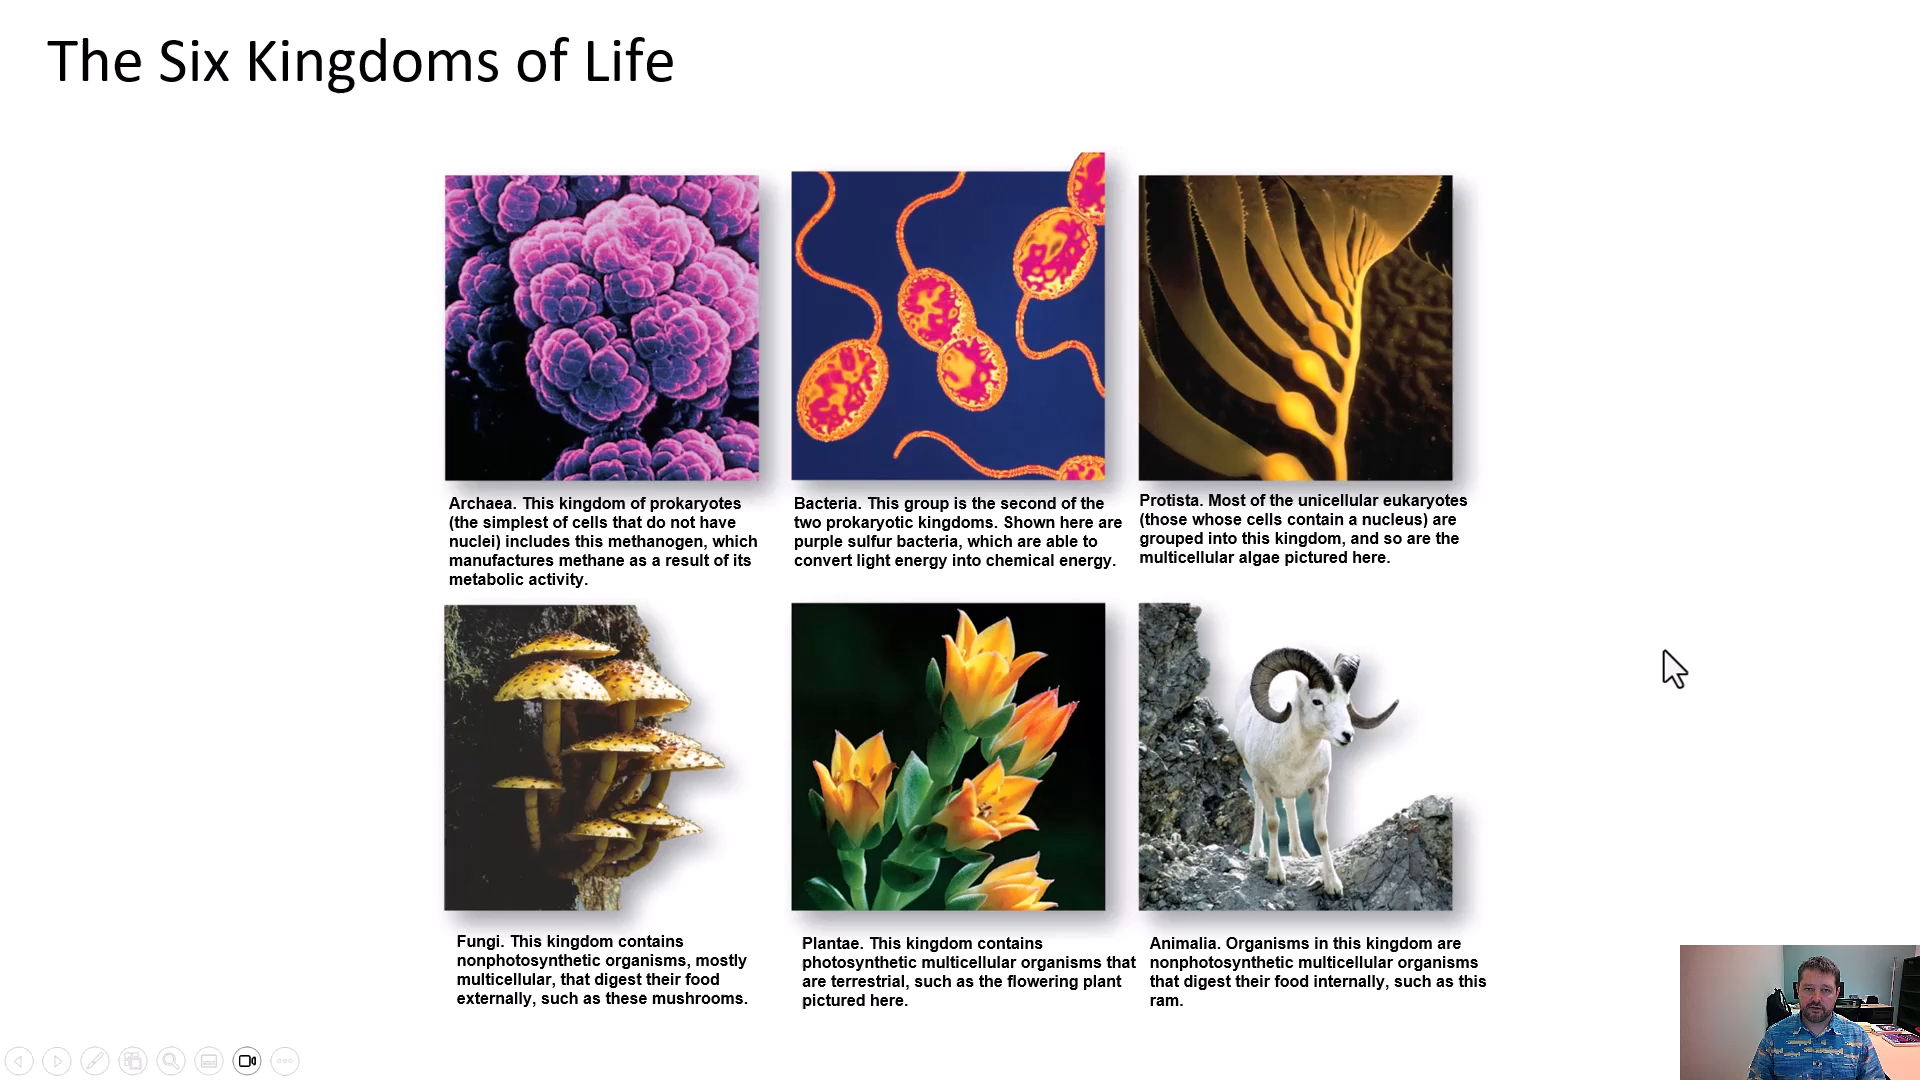 The Six Kingdoms of Life
Archaea. This kingdom of prokaryotes
(the simplest of cells that do not have
nuclei) includes this methanogen, which
manufactures methane as a result of its
metabolic activity.
Bacteria. This group is the second of the
two prokaryotic kingdoms. Shown here are
purple sulfur bacteria, which are able to
convert light energy into chemical energy.
Protista. Most of the unicellular eukaryotes
(those whose cells contain a nucleus) are
grouped into this kingdom, and so are the
multicellular algae pictured here.
Fungi. This kingdom contains
nonphotosynthetic organisms, mostly
multicellular, that digest their food
externally, such as these mushrooms.
Plantae. This kingdom contains
photosynthetic multicellular organisms that
are terrestrial, such as the flowering plant
pictured here.
Animalia. Organisms in this kingdom are
nonphotosynthetic multicellular organisms
that digest their food internally, such as this
ram.